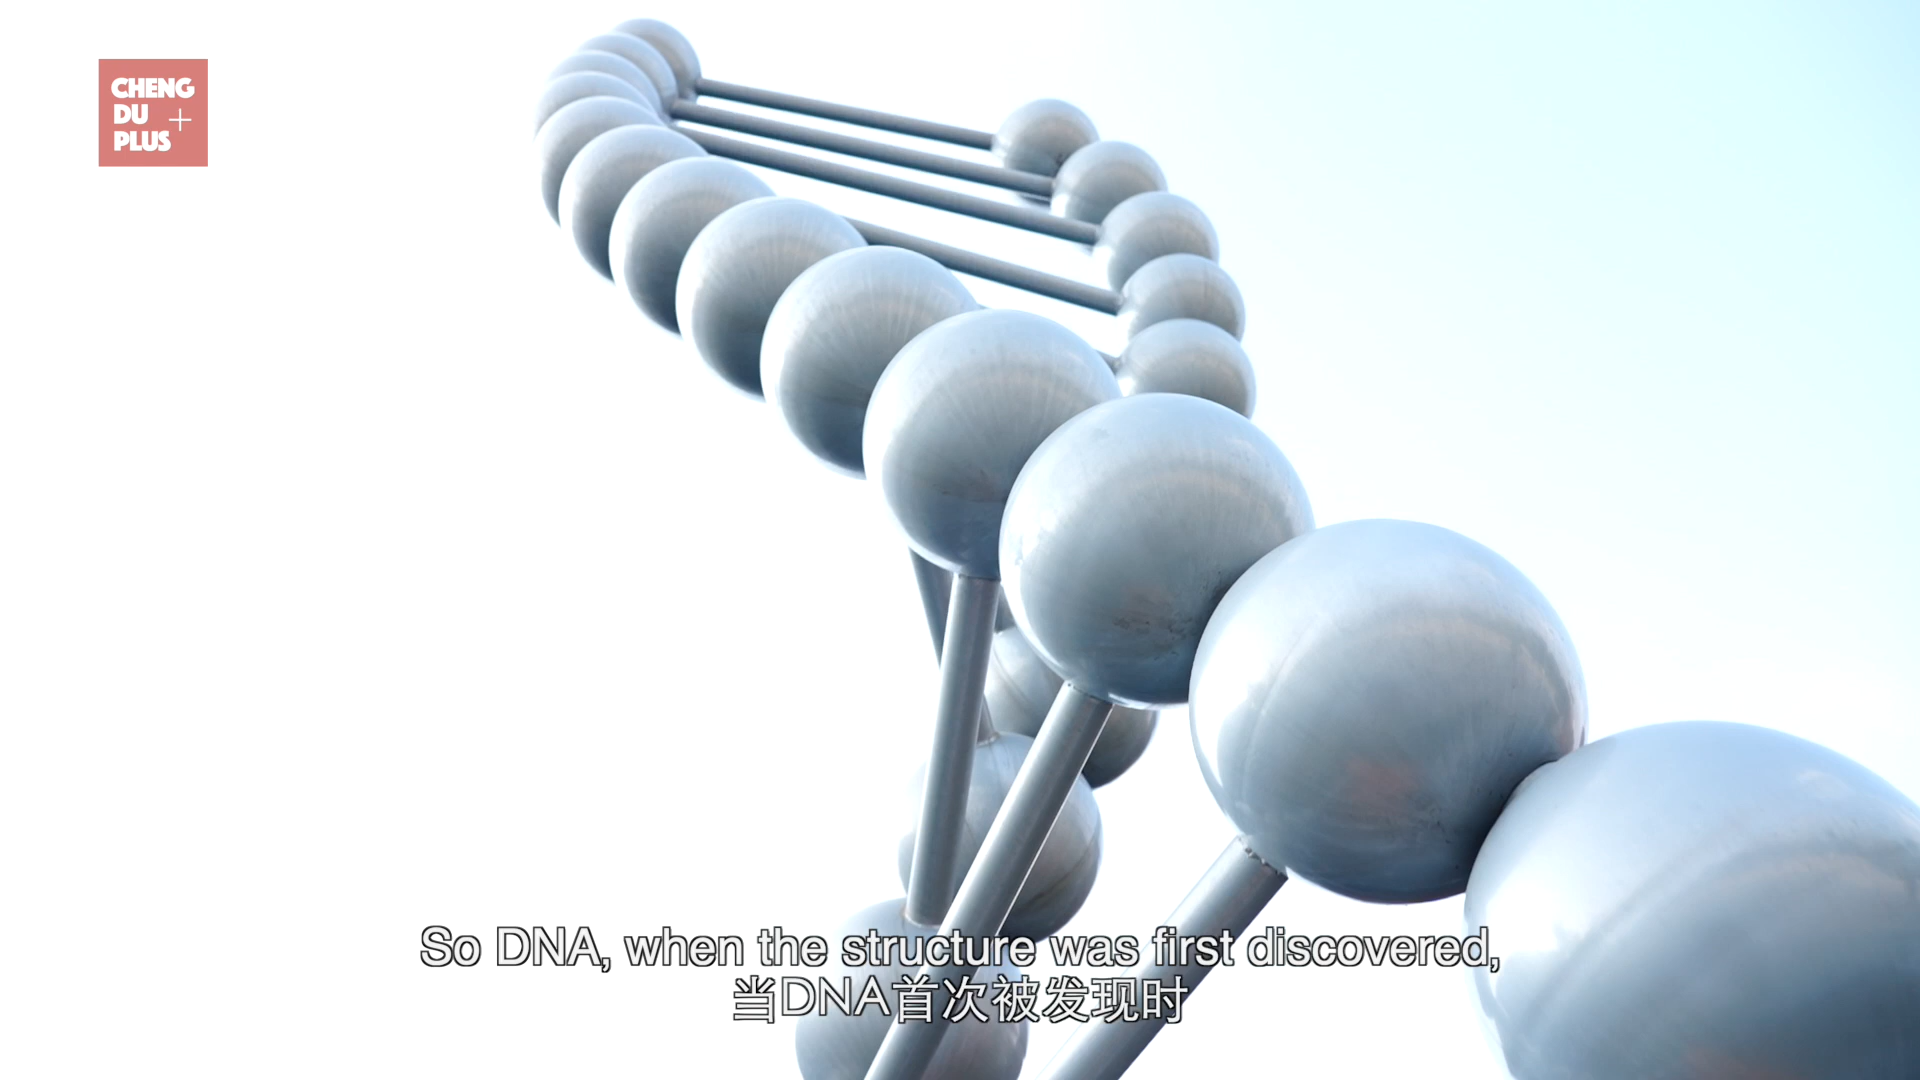 CHENG
DU
PLUS+
So DNA, when the structure was first discovered,
当DNA首次被发现时